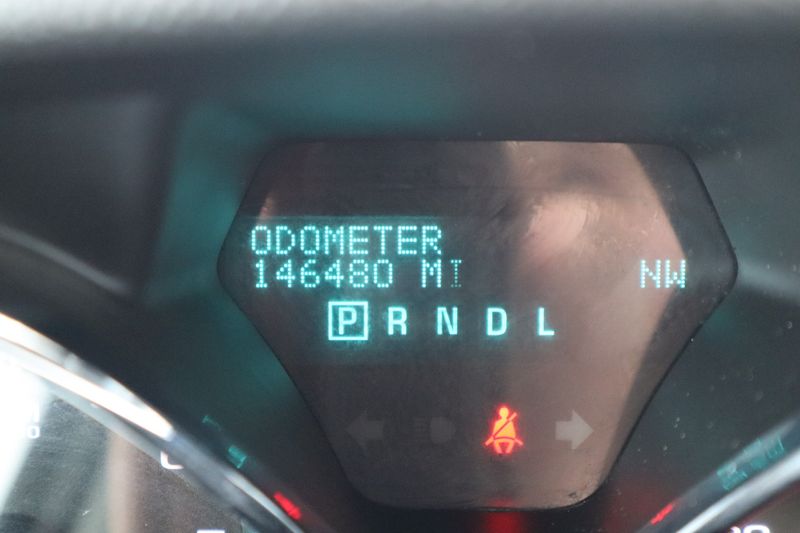 ODOMETER
146480 MI NW
P R N D L